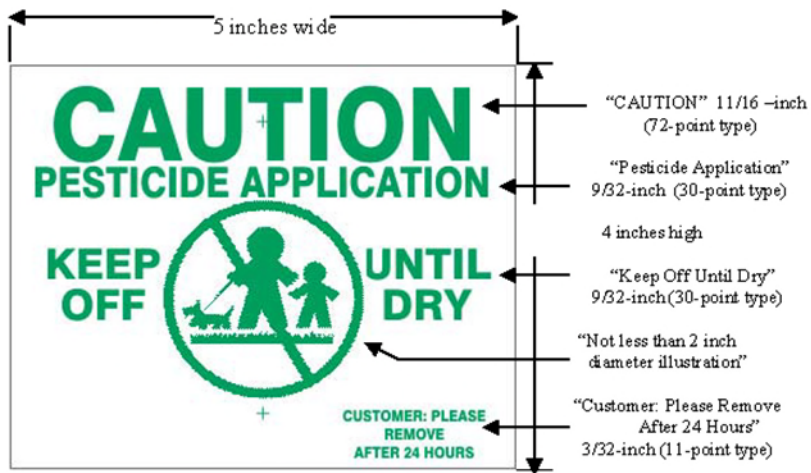 5 inches wide
CAUTION
PESTICIDE APPLICATION
KEEP
OFF
UNTIL
DRY
CUSTOMER: PLEASE
REMOVE
AFTER 24 HOURS
“CAUTION” 11/16 –inch
(72-point type)
“Pesticide Application”
9/32-inch (30-point type)
4 inches high
“Keep Off Until Dry”
9/32-inch (30-point type)
“Not less than 2 inch
diameter illustration”
“Customer: Please Remove
After 24 Hours”
3/32-inch (11-point type)